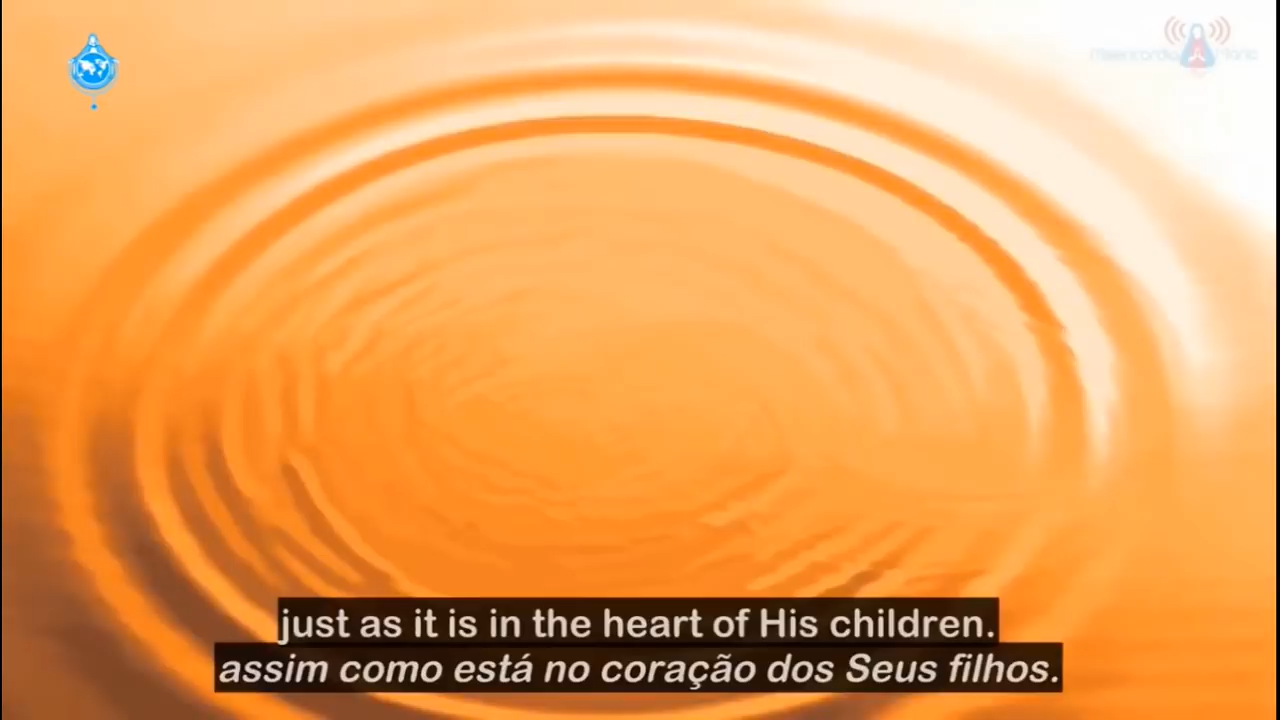 just as it is in the heart of His children.
assim como está no coração dos Seus filhos.